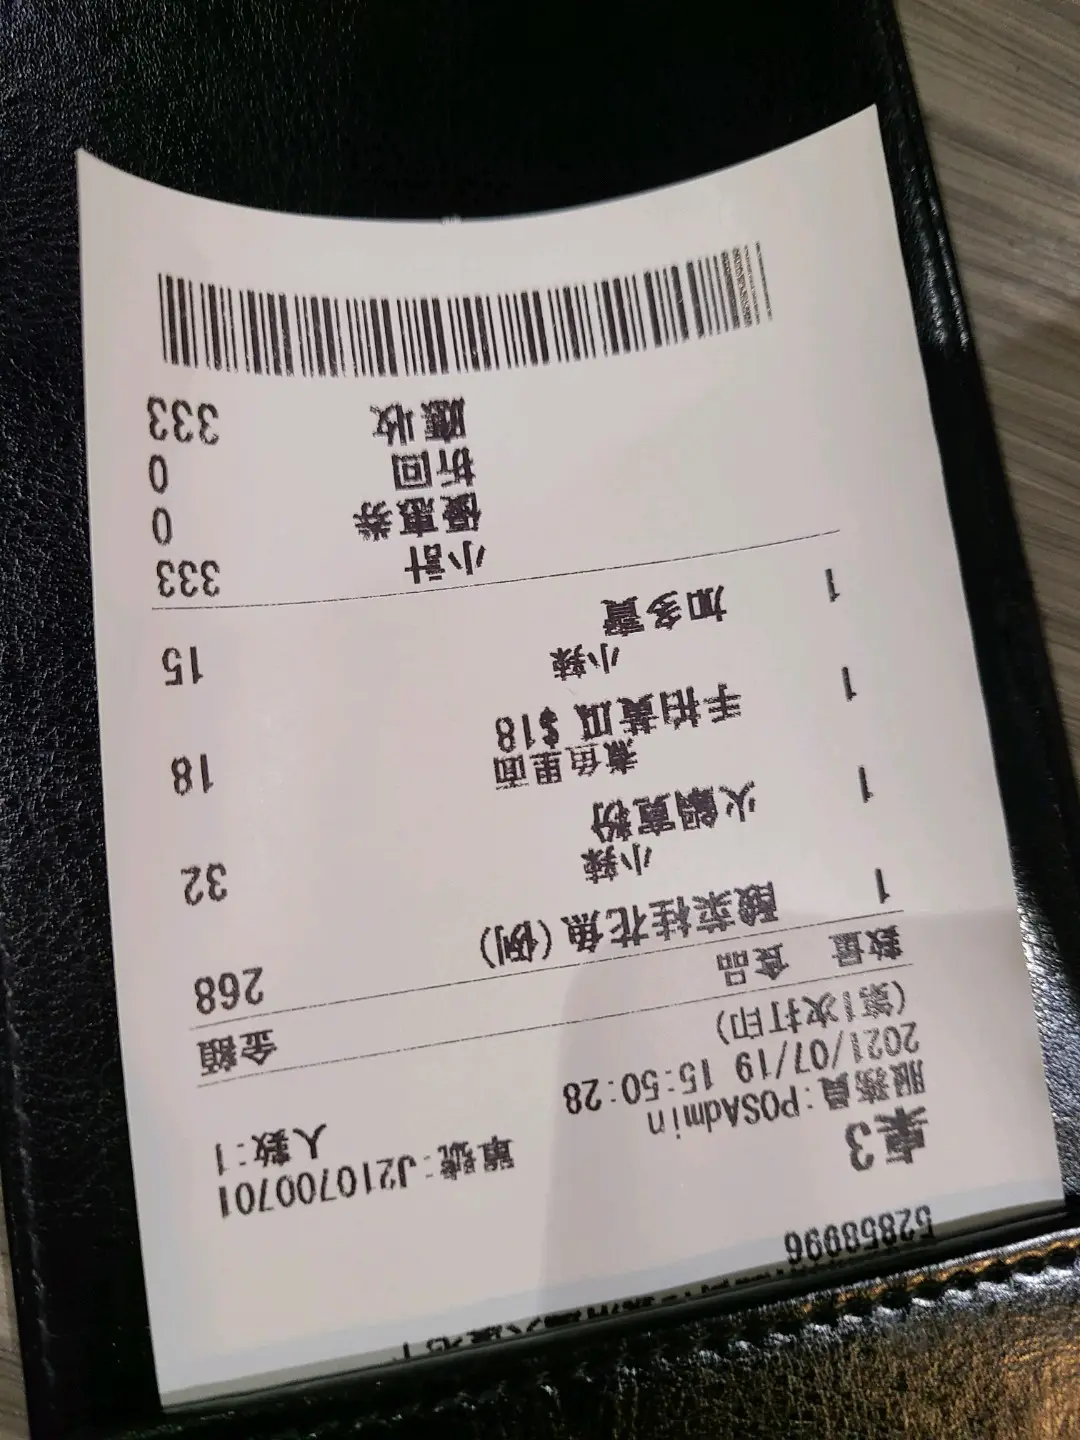 52858996
桌3
單號:J210700701
服務員:POSAdmin
人數:1
2021/07/19 15:50:28
(第1次打印)
數量 食品 金額
1 酸菜桂花魚(例) 268
小辣
1 火鍋寬粉 32
煮鱼里面
1 手拍黃瓜 $18 18
小辣
1 加多寶 15
小計 333
優惠券 0
折回 0
應收 333